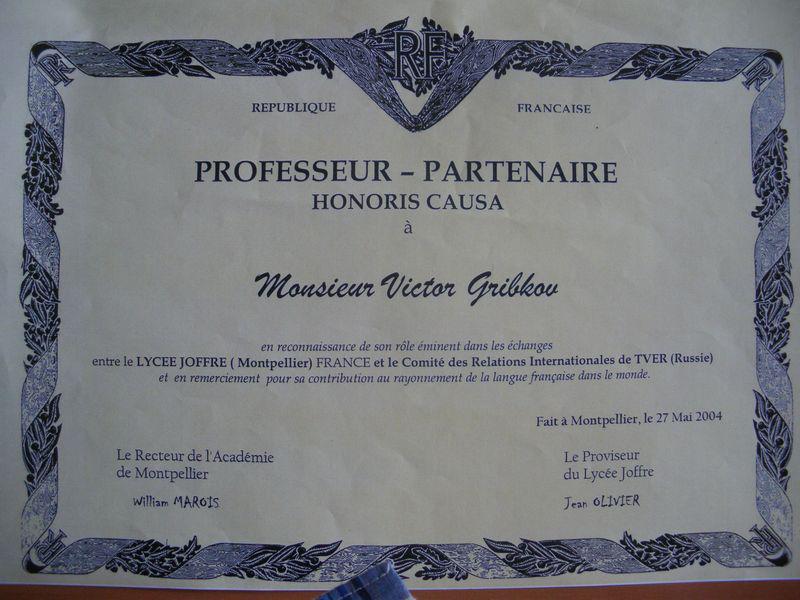 RF
REPUBLIQUE FRANCAISE
PROFESSEUR – PARTENAIRE
HONORIS CAUSA
à
Monsieur Victor Gribkov
en reconnaissance de son rôle éminent dans les échanges
entre le LYCEE JOFFRE ( Montpellier) FRANCE et le Comité des Relations Internationales de TVER (Russie)
et en remerciement pour sa contribution au rayonnement de la langue française dans le monde.
Fait à Montpellier, le 27 Mai 2004
Le Recteur de l'Académie
de Montpellier
William MAROIS
Le Proviseur
du Lycée Joffre
Jean OLIVIER